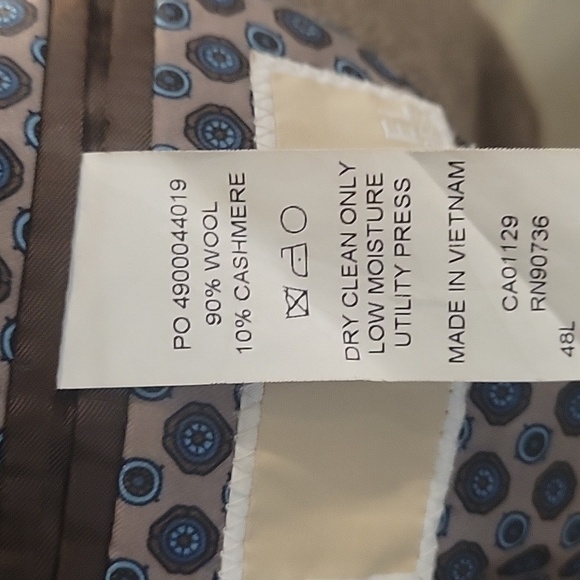 PO 4900044019
90% WOOL
10% CASHMERE
DRY CLEAN ONLY
LOW MOISTURE
UTILITY PRESS
MADE IN VIETNAM
CA01129
RN90736
48L